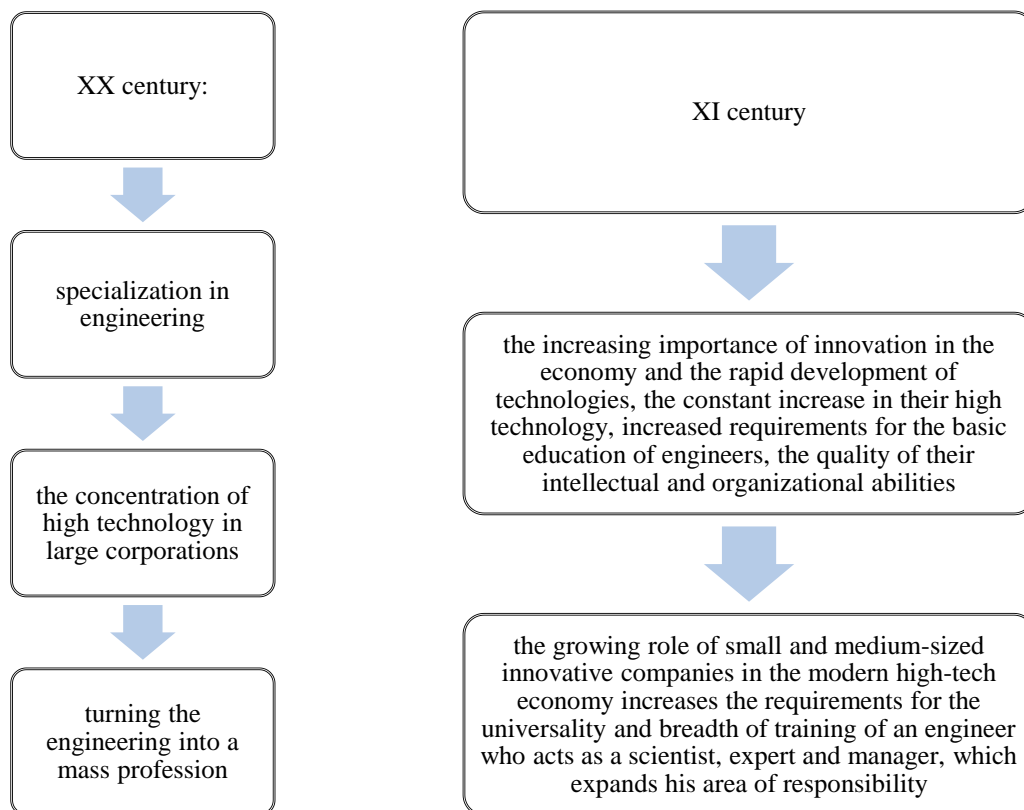 XX century:
specialization in
engineering
the concentration of
high technology in
large corporations
turning the
engineering into a
mass profession
XI century
the increasing importance of innovation in the
economy and the rapid development of
technologies, the constant increase in their high
technology, increased requirements for the basic
education of engineers, the quality of their
intellectual and organizational abilities
the growing role of small and medium-sized
innovative companies in the modern high-tech
economy increases the requirements for the
universality and breadth of training of an engineer
who acts as a scientist, expert and manager, which
expands his area of responsibility